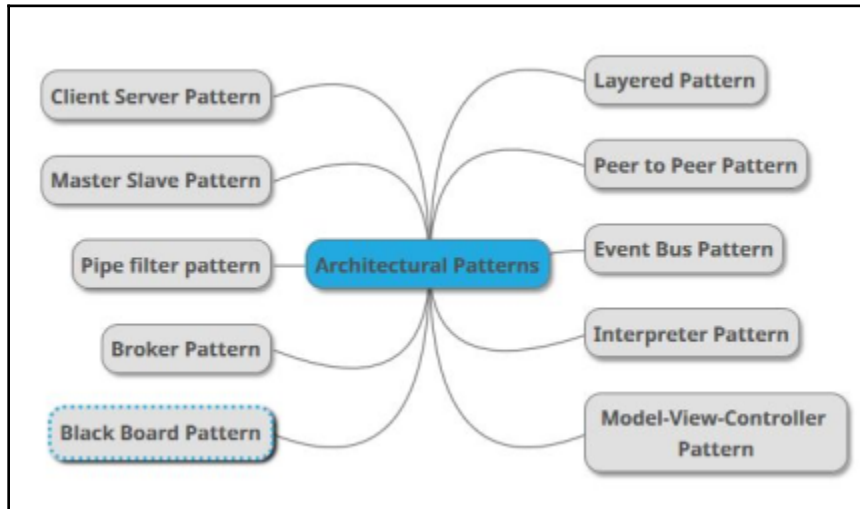 Client Server Pattern
Master Slave Pattern
Pipe filter pattern
Broker Pattern
Black Board Pattern
Architectural Patterns
Layered Pattern
Peer to Peer Pattern
Event Bus Pattern
Interpreter Pattern
Model-View-Controller
Pattern